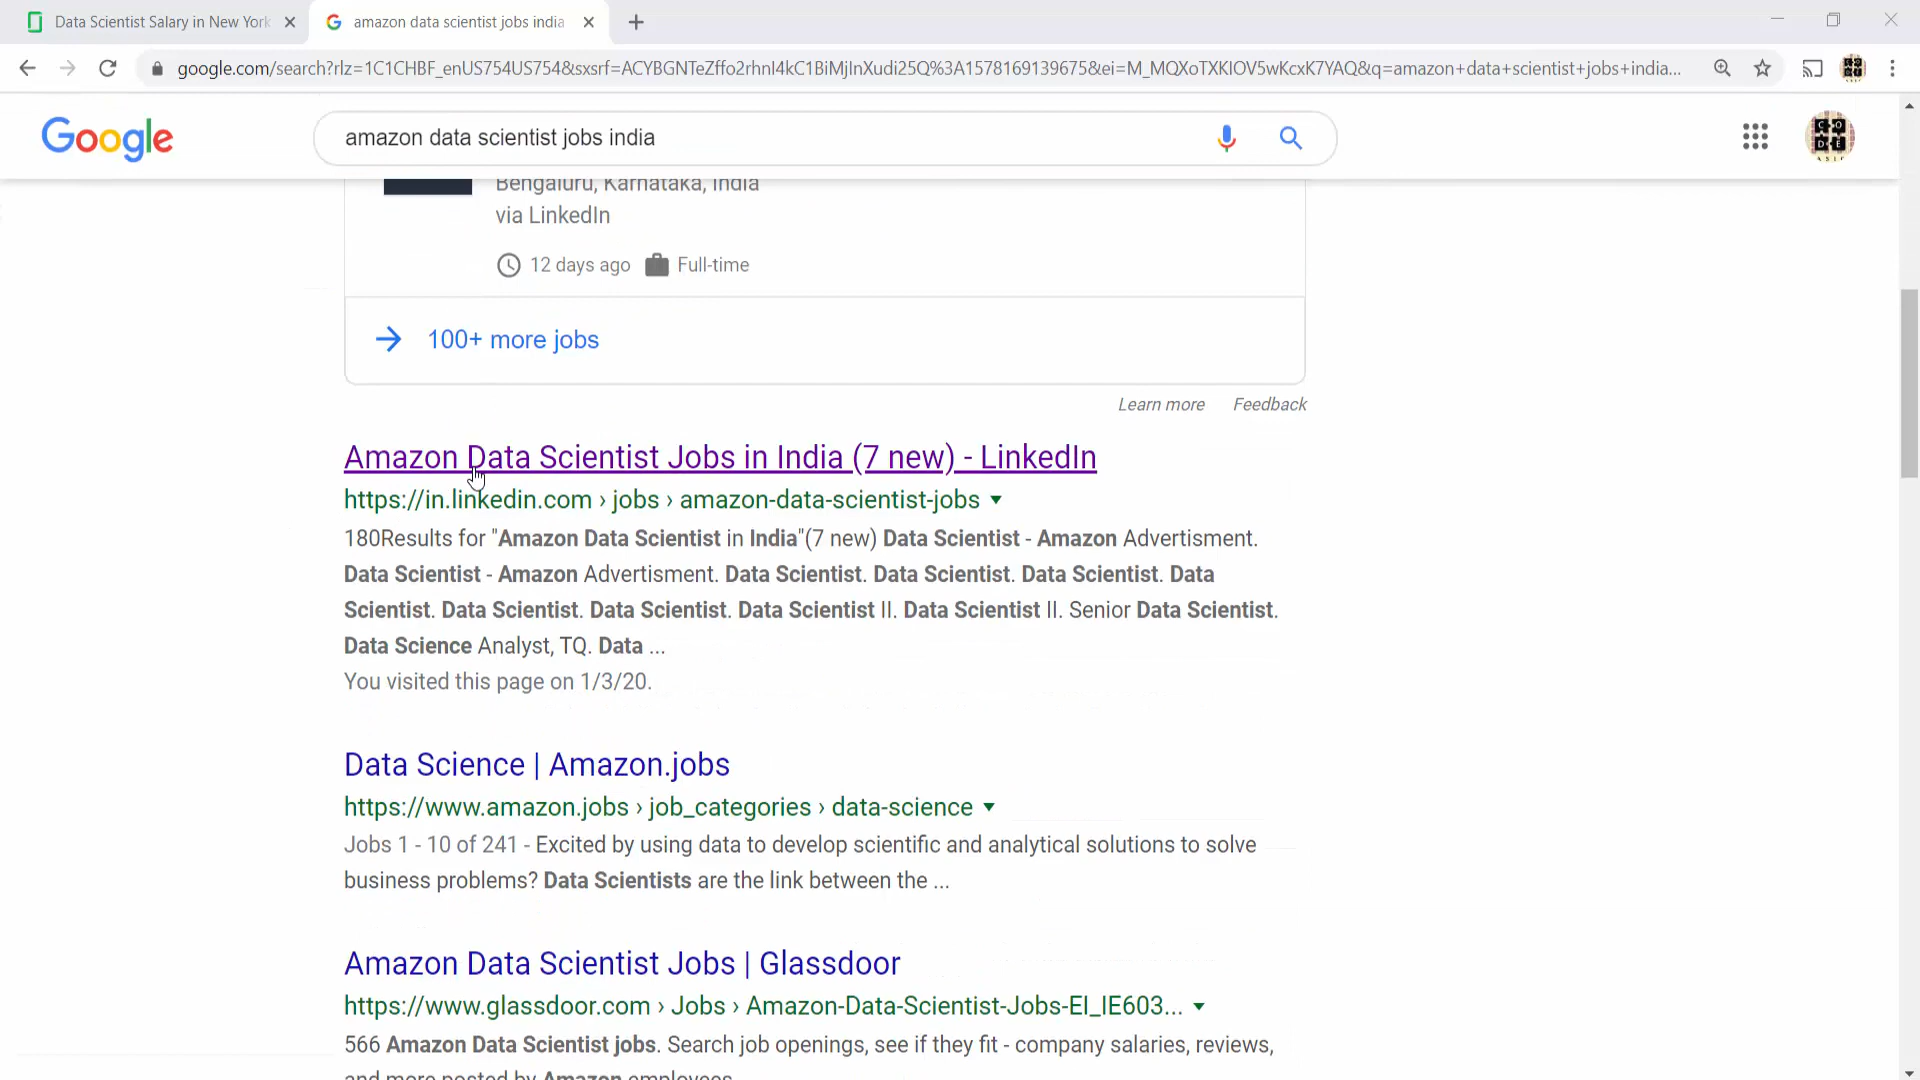 Data Scientist Salary in New York
amazon data scientist jobs india
google.com/search?rlz=1C1CHBF_enUS754US754&sxsrf=ACYBGNTeZffo2rhnI4kC1BiMjInXudi25Q%3A1578169139675&ei=M_MQXoTXKIOV5wKcxK7YAQ&q=amazon+data+scientist+jobs+india...
Google
amazon data scientist jobs india
CODE
ASIF
Bengaluru, Karnataka, India
via LinkedIn
12 days ago Full-time
100+ more jobs
Learn more Feedback
Amazon Data Scientist Jobs in India (7 new) - LinkedIn
https://in.linkedin.com › jobs › amazon-data-scientist-jobs
180Results for "Amazon Data Scientist in India"(7 new) Data Scientist - Amazon Advertisment.
Data Scientist - Amazon Advertisment. Data Scientist. Data Scientist. Data Scientist. Data
Scientist. Data Scientist. Data Scientist. Data Scientist II. Data Scientist II. Senior Data Scientist.
Data Science Analyst, TQ. Data ...
You visited this page on 1/3/20.
Data Science | Amazon.jobs
https://www.amazon.jobs › job_categories › data-science
Jobs 1 - 10 of 241 - Excited by using data to develop scientific and analytical solutions to solve
business problems? Data Scientists are the link between the ...
Amazon Data Scientist Jobs | Glassdoor
https://www.glassdoor.com › Jobs › Amazon-Data-Scientist-Jobs-EI_IE603...
566 Amazon Data Scientist jobs. Search job openings, see if they fit - company salaries, reviews,
and more posted by Amazon employees.